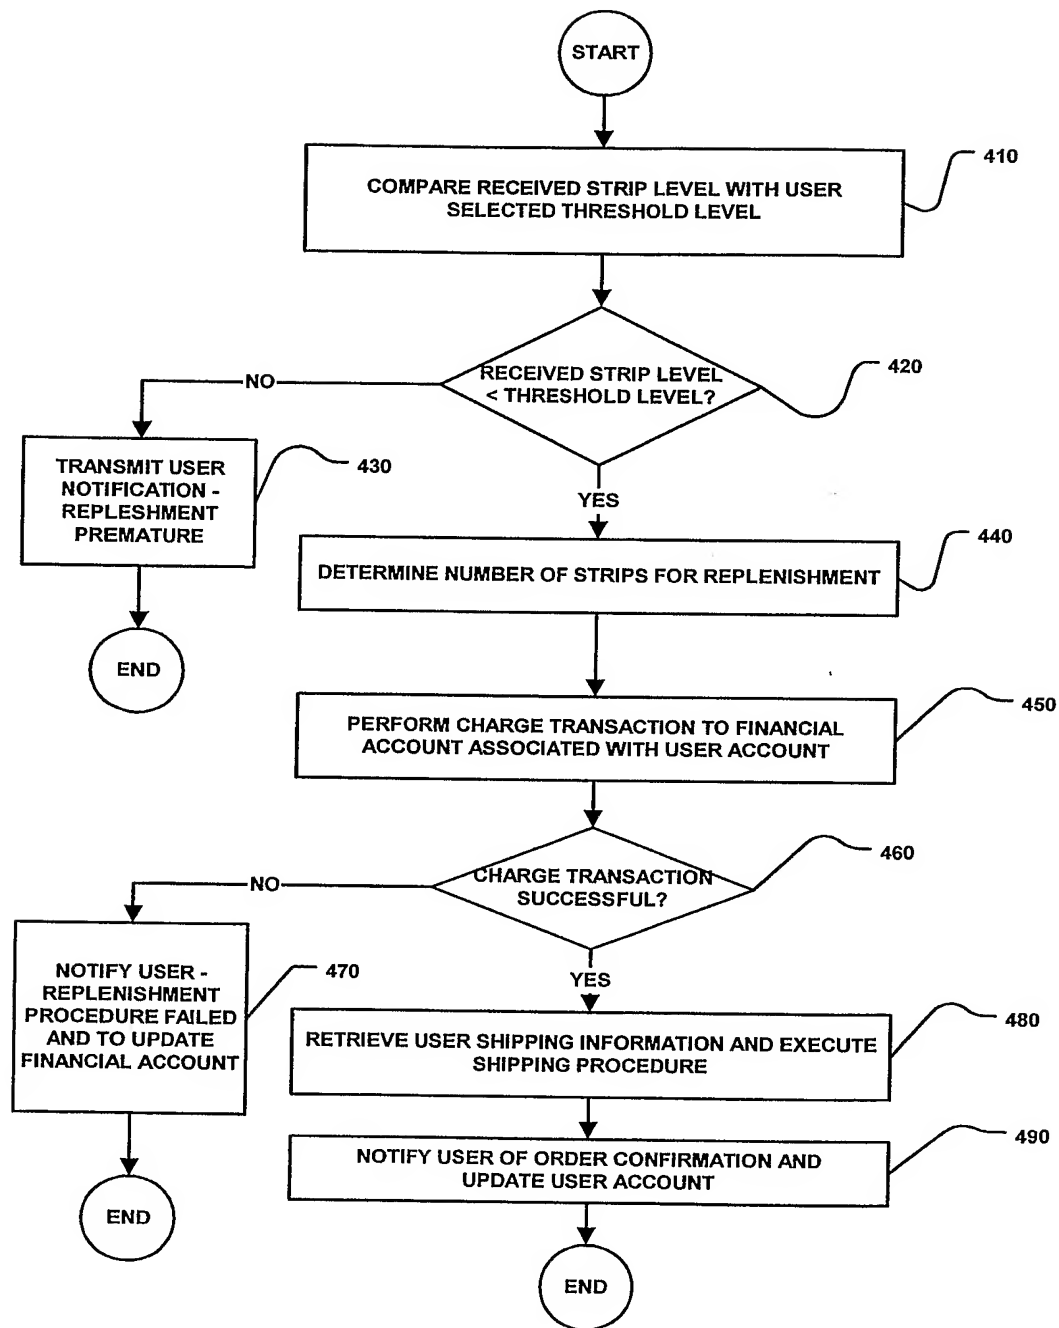 START
COMPARE RECEIVED STRIP LEVEL WITH USER
SELECTED THRESHOLD LEVEL
410
RECEIVED STRIP LEVEL
< THRESHOLD LEVEL?
420
NO
TRANSMIT USER
NOTIFICATION -
REPLESHMENT
PREMATURE
430
END
YES
DETERMINE NUMBER OF STRIPS FOR REPLENISHMENT
440
PERFORM CHARGE TRANSACTION TO FINANCIAL
ACCOUNT ASSOCIATED WITH USER ACCOUNT
450
CHARGE TRANSACTION
SUCCESSFUL?
460
NO
NOTIFY USER -
REPLENISHMENT
PROCEDURE FAILED
AND TO UPDATE
FINANCIAL ACCOUNT
470
END
YES
RETRIEVE USER SHIPPING INFORMATION AND EXECUTE
SHIPPING PROCEDURE
480
NOTIFY USER OF ORDER CONFIRMATION AND
UPDATE USER ACCOUNT
490
END